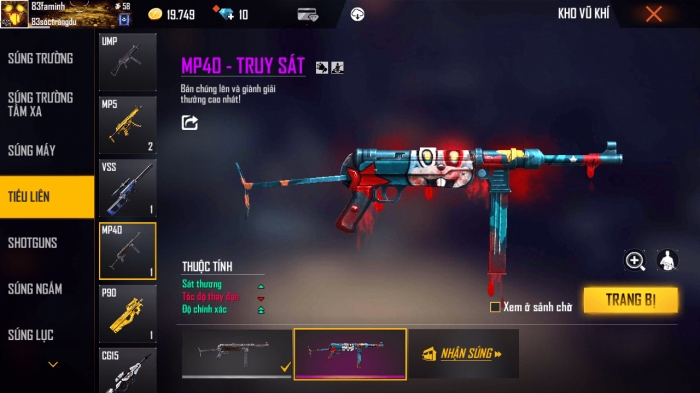 B3faminh
58
B3sóctrắngdu
19.749
10
KHO VŨ KHÍ
SÚNG TRƯỜNG
SÚNG TRƯỜNG
TẦM XA
SÚNG MÁY
TIỂU LIÊN
SHOTGUNS
SÚNG NGẮM
SÚNG LỤC
UMP
MP5
2
VSS
1
MP40
1
P90
1
CG15
MP40 - TRUY SÁT
Bắn chúng lên và giành giải
thưởng cao nhất!
THUỘC TÍNH
Sát thương
Tốc độ thay đạn
Độ chính xác
Xem ở sảnh chờ
TRANG BỊ
NHẬN SÚNG